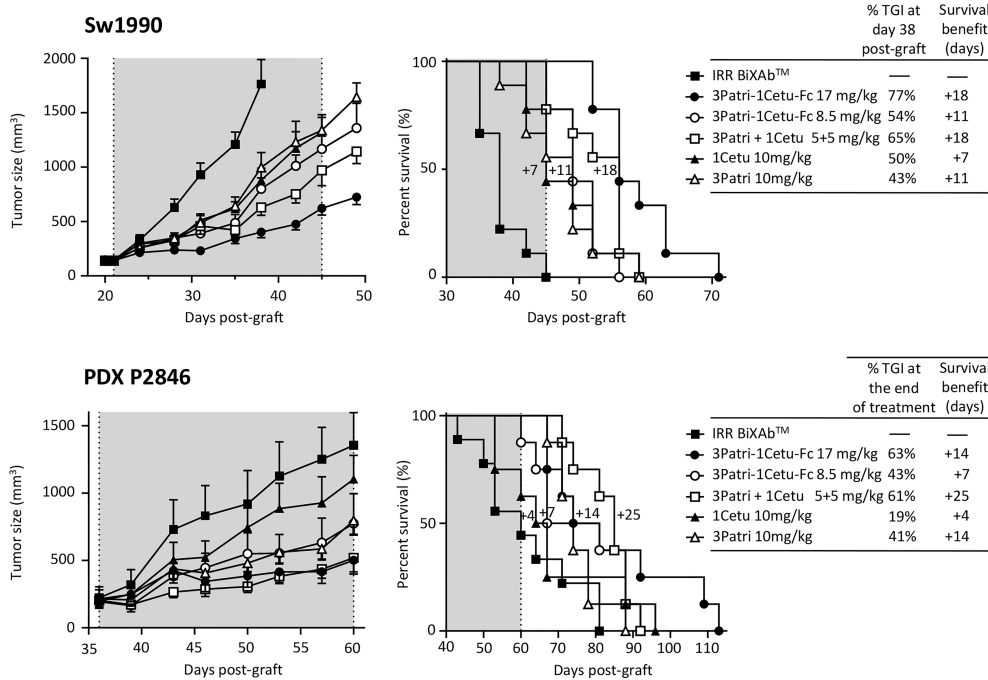 Sw1990
Tumor size (mm³)
2000
1500
1000
500
0
20 30 40 50
Days post-graft
Percent survival (%)
100
50
0
+7 +11 +18
30 40 50 60 70
Days post-graft
% TGI at day 38 post-graft
Survival benefit (days)
IRR BiXAb™ — —
3Patri-1Cetu-Fc 17 mg/kg 77% +18
3Patri-1Cetu-Fc 8.5 mg/kg 54% +11
3Patri + 1Cetu 5+5 mg/kg 65% +18
1Cetu 10mg/kg 50% +7
3Patri 10mg/kg 43% +11
PDX P2846
Tumor size (mm³)
1500
1000
500
0
35 40 45 50 55 60
Days post-graft
Percent survival (%)
100
50
0
+4 +7 +14 +25
40 50 60 70 80 90 100 110
Days post-graft
% TGI at the end of treatment
Survival benefit (days)
IRR BiXAb™ — —
3Patri-1Cetu-Fc 17 mg/kg 63% +14
3Patri-1Cetu-Fc 8.5 mg/kg 43% +7
3Patri + 1Cetu 5+5 mg/kg 61% +25
1Cetu 10mg/kg 19% +4
3Patri 10mg/kg 41% +14